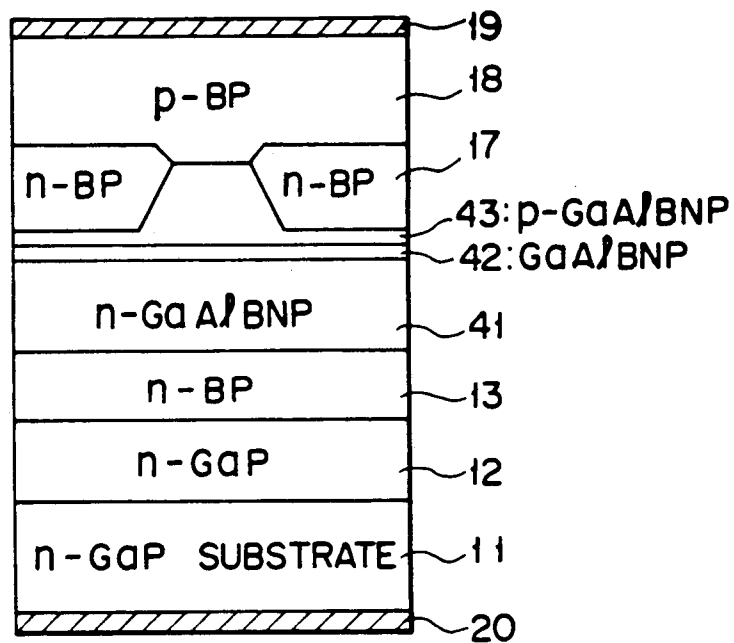 19
p-BP
18
17
n-BP
n-BP
43:p-GaAlBNP
42:GaAlBNP
n-GaAlBNP
41
n-BP
13
n-GaP
12
n-GaP SUBSTRATE
11
20